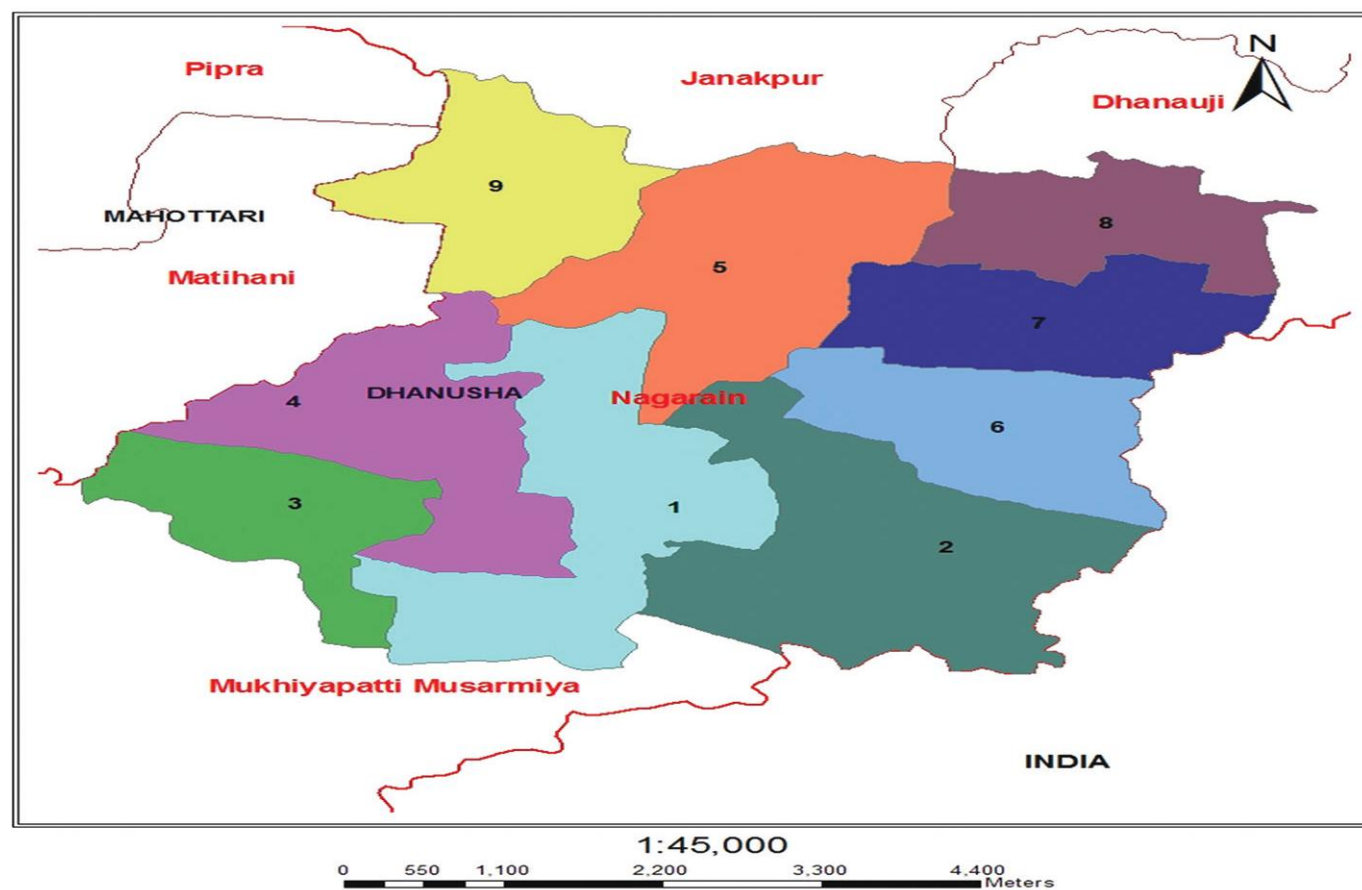 N
Pipra
Janakpur
Dhanauji
9
MAHOTTARI
8
5
Matihani
7
DHANUSHA
Nagarain
4
6
3
1
2
Mukhiyapatti Musarmiya
INDIA
1:45,000
0 550 1,100 2,200 3,300 4,400
Meters